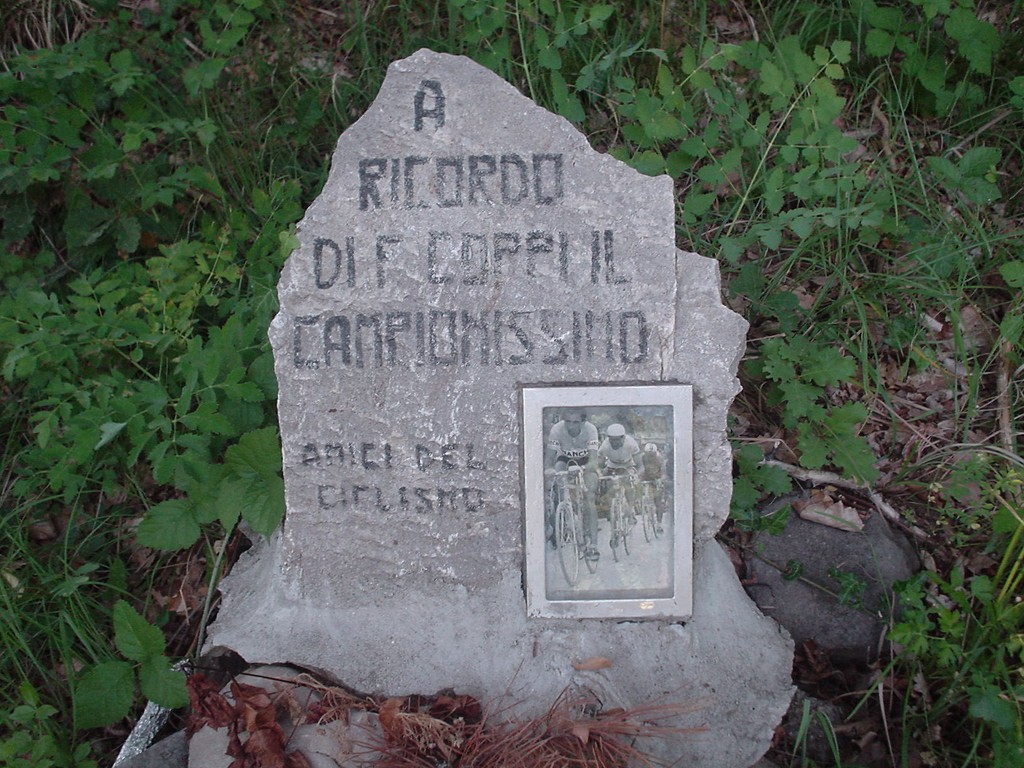 A
RICORDO
DI F COPPI IL
CAMPIONISSIMO
AMICI DEL
CICLISMO